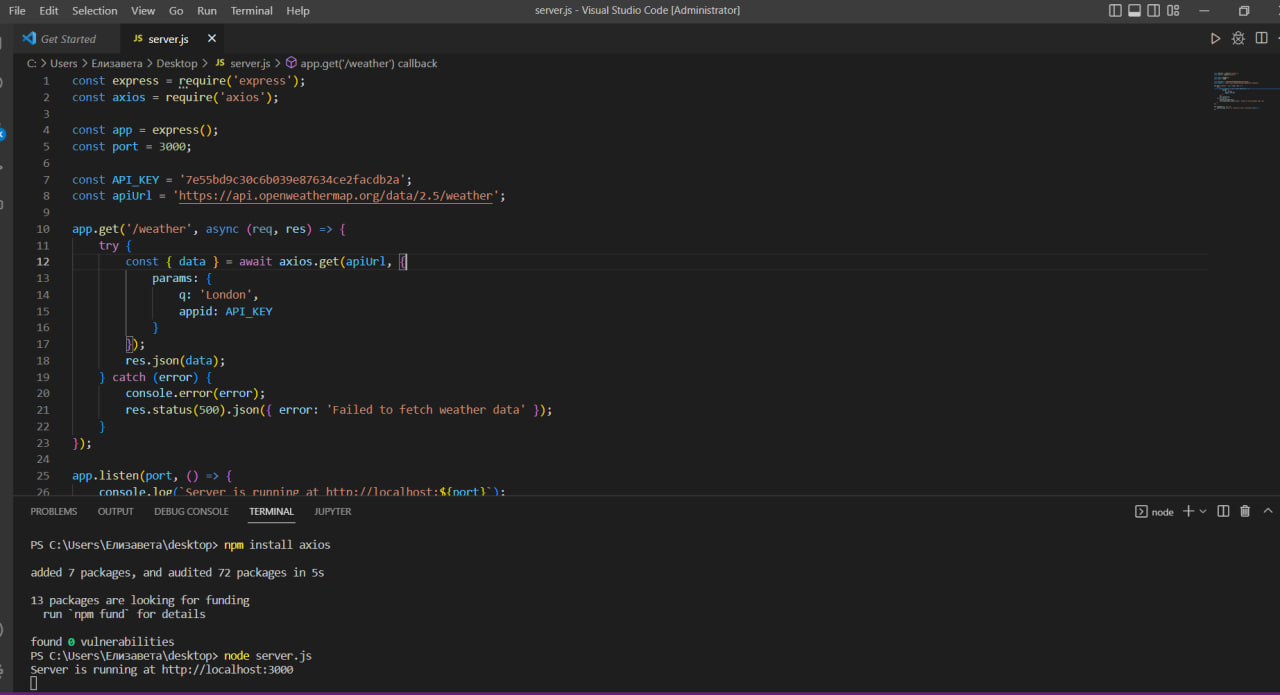 File Edit Selection View Go Run Terminal Help server.js - Visual Studio Code [Administrator]
Get Started JS server.js ×
C: > Users > Елизавета > Desktop > JS server.js > app.get('/weather') callback
1 const express = require('express');
2 const axios = require('axios');
3
4 const app = express();
5 const port = 3000;
6
7 const API_KEY = '7e55bd9c30c6b039e87634ce2facdb2a';
8 const apiUrl = 'https://api.openweathermap.org/data/2.5/weather';
9
10 app.get('/weather', async (req, res) => {
11 try {
12 const { data } = await axios.get(apiUrl, {
13 params: {
14 q: 'London',
15 appid: API_KEY
16 }
17 });
18 res.json(data);
19 } catch (error) {
20 console.error(error);
21 res.status(500).json({ error: 'Failed to fetch weather data' });
22 }
23 });
24
25 app.listen(port, () => {
26 console.log(`Server is running at http://localhost:${port}`);
PROBLEMS OUTPUT DEBUG CONSOLE TERMINAL JUPYTER node
PS C:\Users\Елизавета\desktop> npm install axios
added 7 packages, and audited 72 packages in 5s
13 packages are looking for funding
run `npm fund` for details
found 0 vulnerabilities
PS C:\Users\Елизавета\desktop> node server.js
Server is running at http://localhost:3000